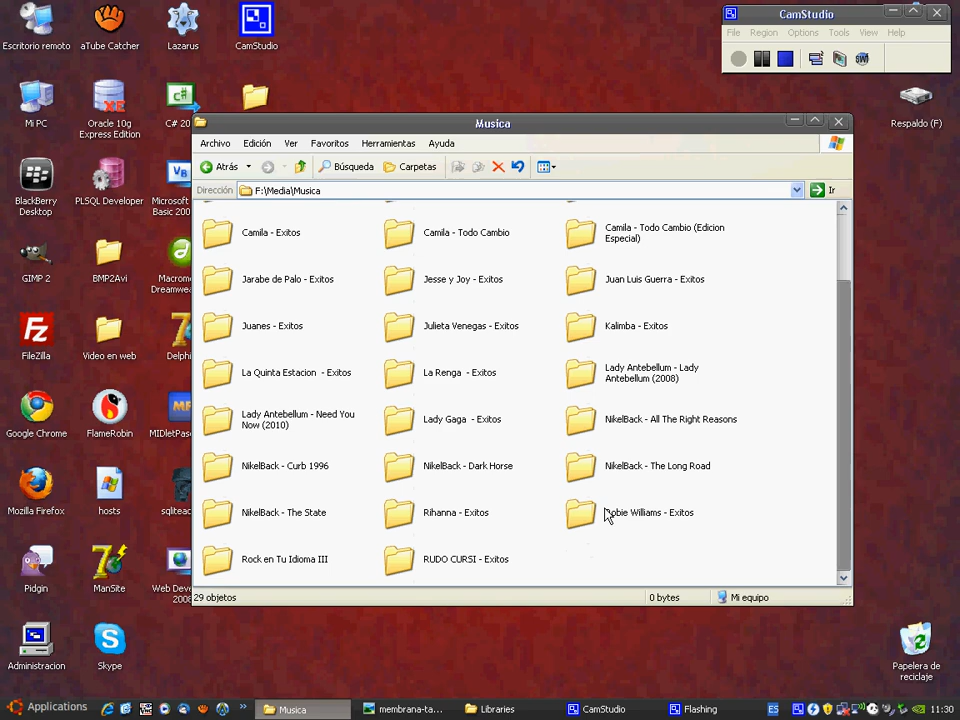 CamStudio
File Region Options Tools View Help
Escritorio remoto
aTube Catcher
Lazarus
CamStudio
Mi PC
Oracle 10g
Express Edition
C# 20
Respaldo (F)
BlackBerry
Desktop
PLSQL Developer
Microsof
Basic 200
GIMP 2
BMP2Avi
Macrome
Dreamwea
FileZilla
Video en web
Delph
Google Chrome
FlameRobin
MIDletPas
Mozilla Firefox
hosts
sqlitead
Pidgin
ManSite
Web Deve
2008
Administracion
Skype
Papelera de
reciclaje
Musica
Archivo Edición Ver Favoritos Herramientas Ayuda
Atrás Búsqueda Carpetas
Dirección F:\Media\Musica Ir
Camila - Exitos
Camila - Todo Cambio
Camila - Todo Cambio (Edicion
Especial)
Jarabe de Palo - Exitos
Jesse y Joy - Exitos
Juan Luis Guerra - Exitos
Juanes - Exitos
Julieta Venegas - Exitos
Kalimba - Exitos
La Quinta Estacion - Exitos
La Renga - Exitos
Lady Antebellum - Lady
Antebellum (2008)
Lady Antebellum - Need You
Now (2010)
Lady Gaga - Exitos
NikelBack - All The Right Reasons
NikelBack - Curb 1996
NikelBack - Dark Horse
NikelBack - The Long Road
NikelBack - The State
Rihanna - Exitos
Robie Williams - Exitos
Rock en Tu Idioma III
RUDO CURSI - Exitos
29 objetos
0 bytes
Mi equipo
Applications
Musica
membrana-ta...
Libraries
CamStudio
Flashing
ES
11:30